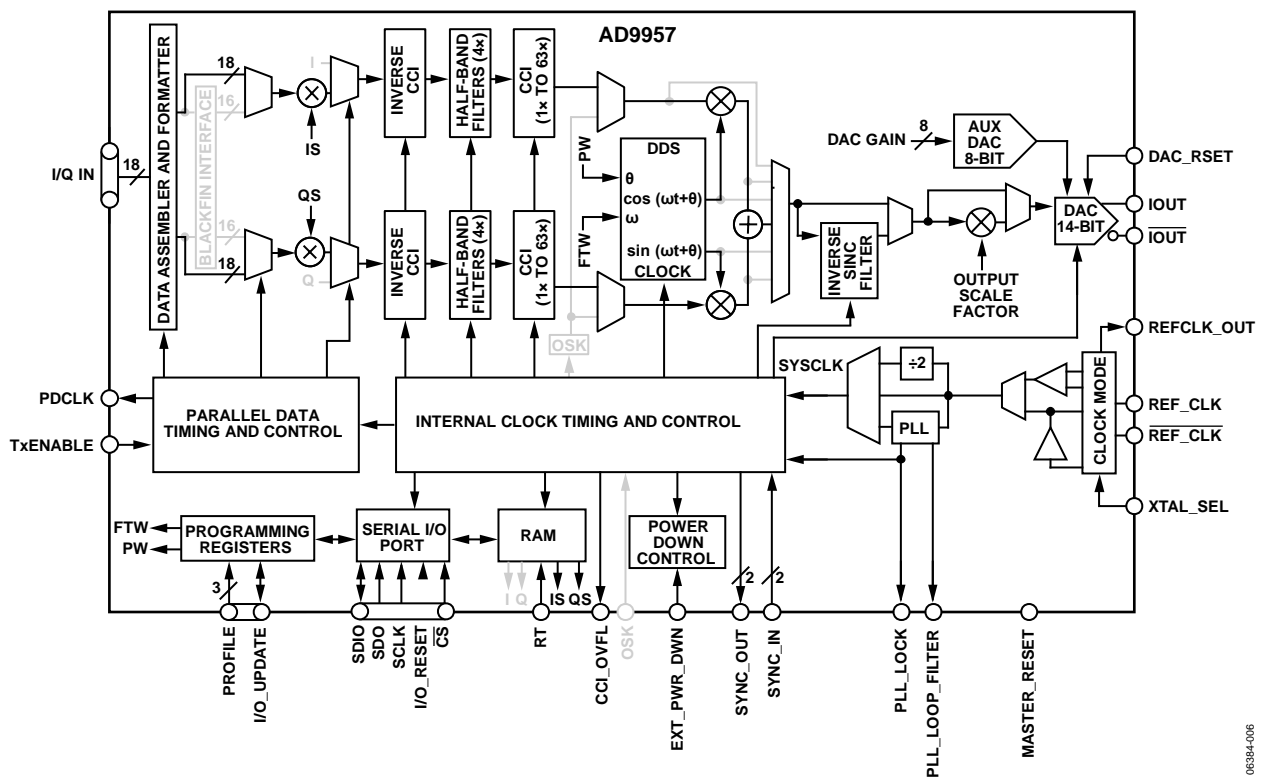 AD9957
I/Q IN
18
DATA ASSEMBLER AND FORMATTER
18
16
BLACKFIN INTERFACE
16
18
IS
QS
I
Q
INVERSE
CCI
HALF-BAND
FILTERS (4×)
CCI
(1× TO 63×)
INVERSE
CCI
HALF-BAND
FILTERS (4×)
CCI
(1× TO 63×)
OSK
PW
FTW
DDS
θ
cos (ωt+θ)
ω
sin (ωt+θ)
CLOCK
INVERSE
SINC
FILTER
OUTPUT
SCALE
FACTOR
DAC GAIN
8
AUX
DAC
8-BIT
DAC
14-BIT
DAC_RSET
IOUT
IOUT
REFCLK_OUT
REF_CLK
REF_CLK
XTAL_SEL
CLOCK MODE
SYSCLK
÷2
PLL
PDCLK
TxENABLE
PARALLEL DATA
TIMING AND CONTROL
INTERNAL CLOCK TIMING AND CONTROL
FTW
PW
PROGRAMMING
REGISTERS
SERIAL I/O
PORT
RAM
POWER
DOWN
CONTROL
3
I
Q
IS
QS
2
2
PROFILE
I/O_UPDATE
SDIO
SDO
SCLK
I/O_RESET
CS
RT
CCI_OVFL
OSK
EXT_PWR_DWN
SYNC_OUT
SYNC_IN
PLL_LOCK
PLL_LOOP_FILTER
MASTER_RESET
06384-006